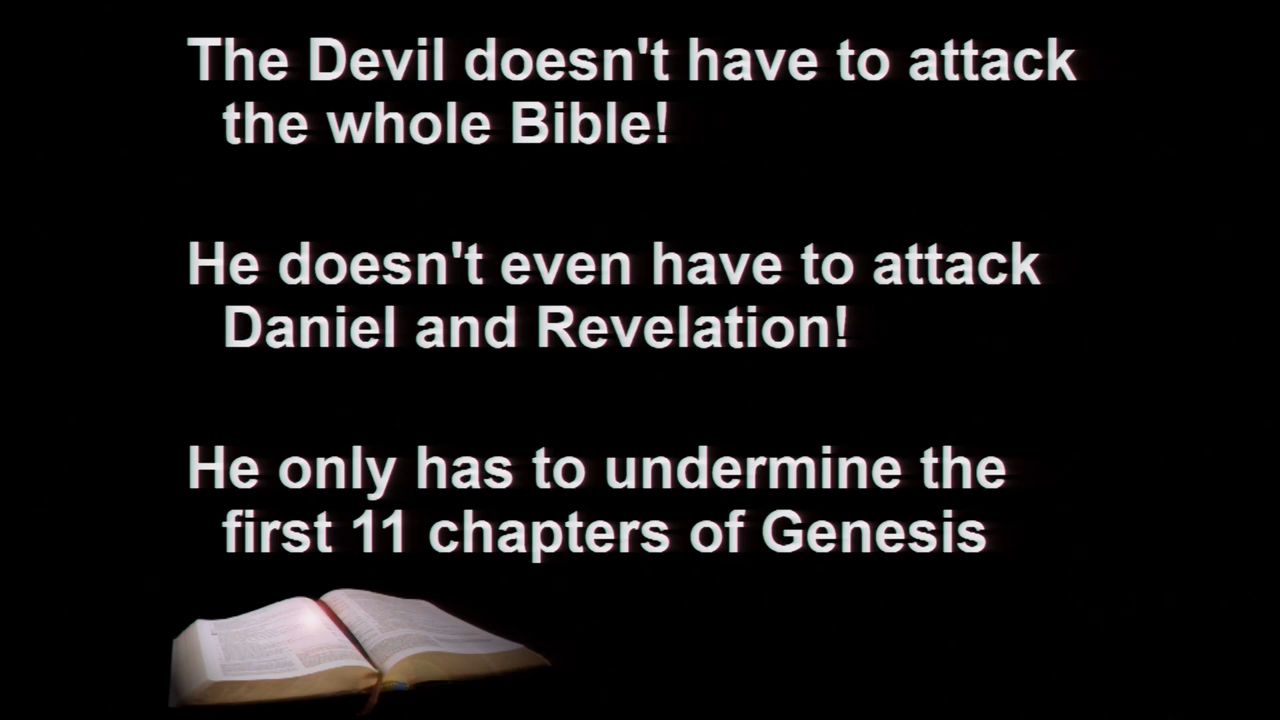 The Devil doesn't have to attack
the whole Bible!
He doesn't even have to attack
Daniel and Revelation!
He only has to undermine the
first 11 chapters of Genesis